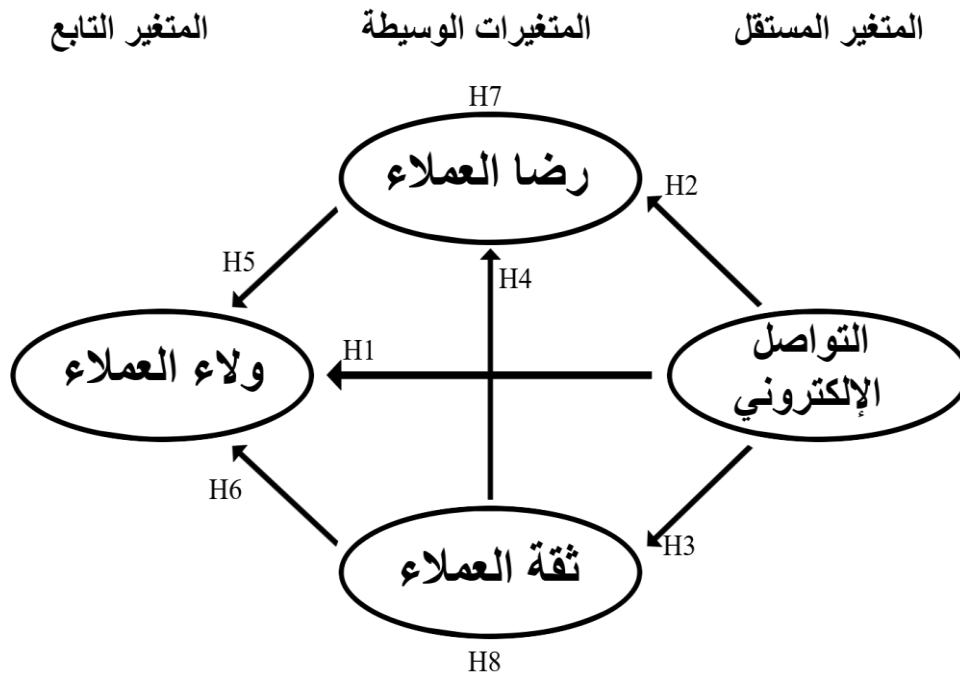 المتغير المستقل
المتغيرات الوسيطة
المتغير التابع
H7
رضا العملاء
H2
H5
H4
التواصل
الإلكتروني
H1
ولاء العملاء
H6
H3
ثقة العملاء
H8